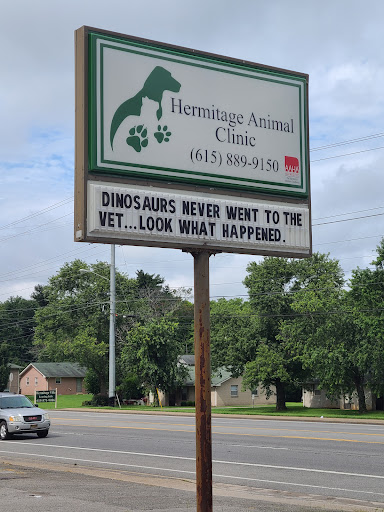 Hermitage Animal
Clinic
(615) 889-9150
DINOSAURS NEVER WENT TO THE
VET...LOOK WHAT HAPPENED.